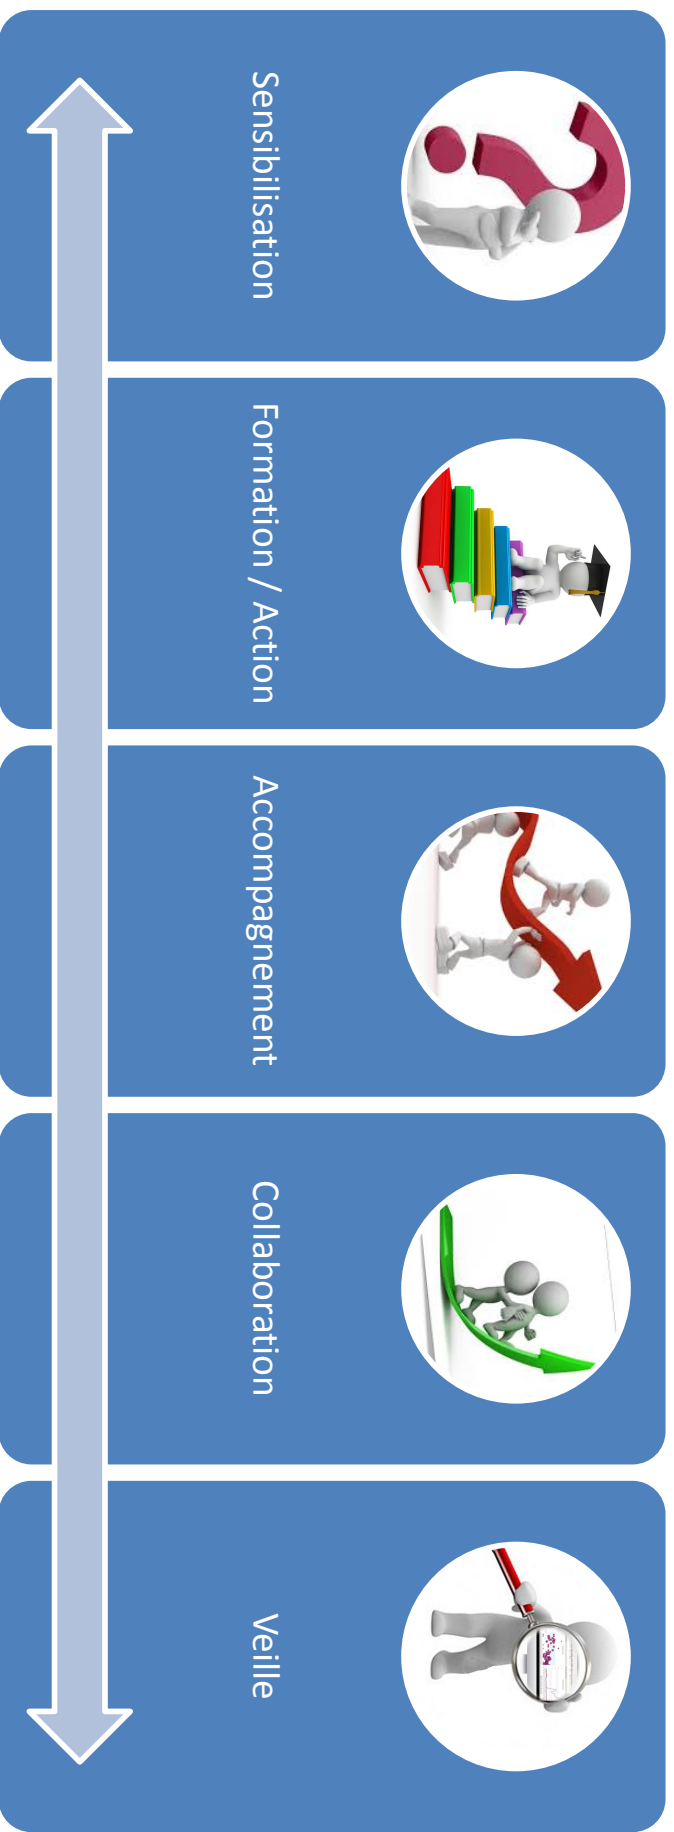 Sensibilisation
Formation / Action
Accompagnement
Collaboration
Veille